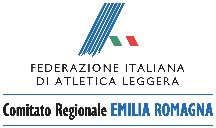 FEDERAZIONE ITALIANA
DI ATLETICA LEGGERA
Comitato Regionale EMILIA ROMAGNA